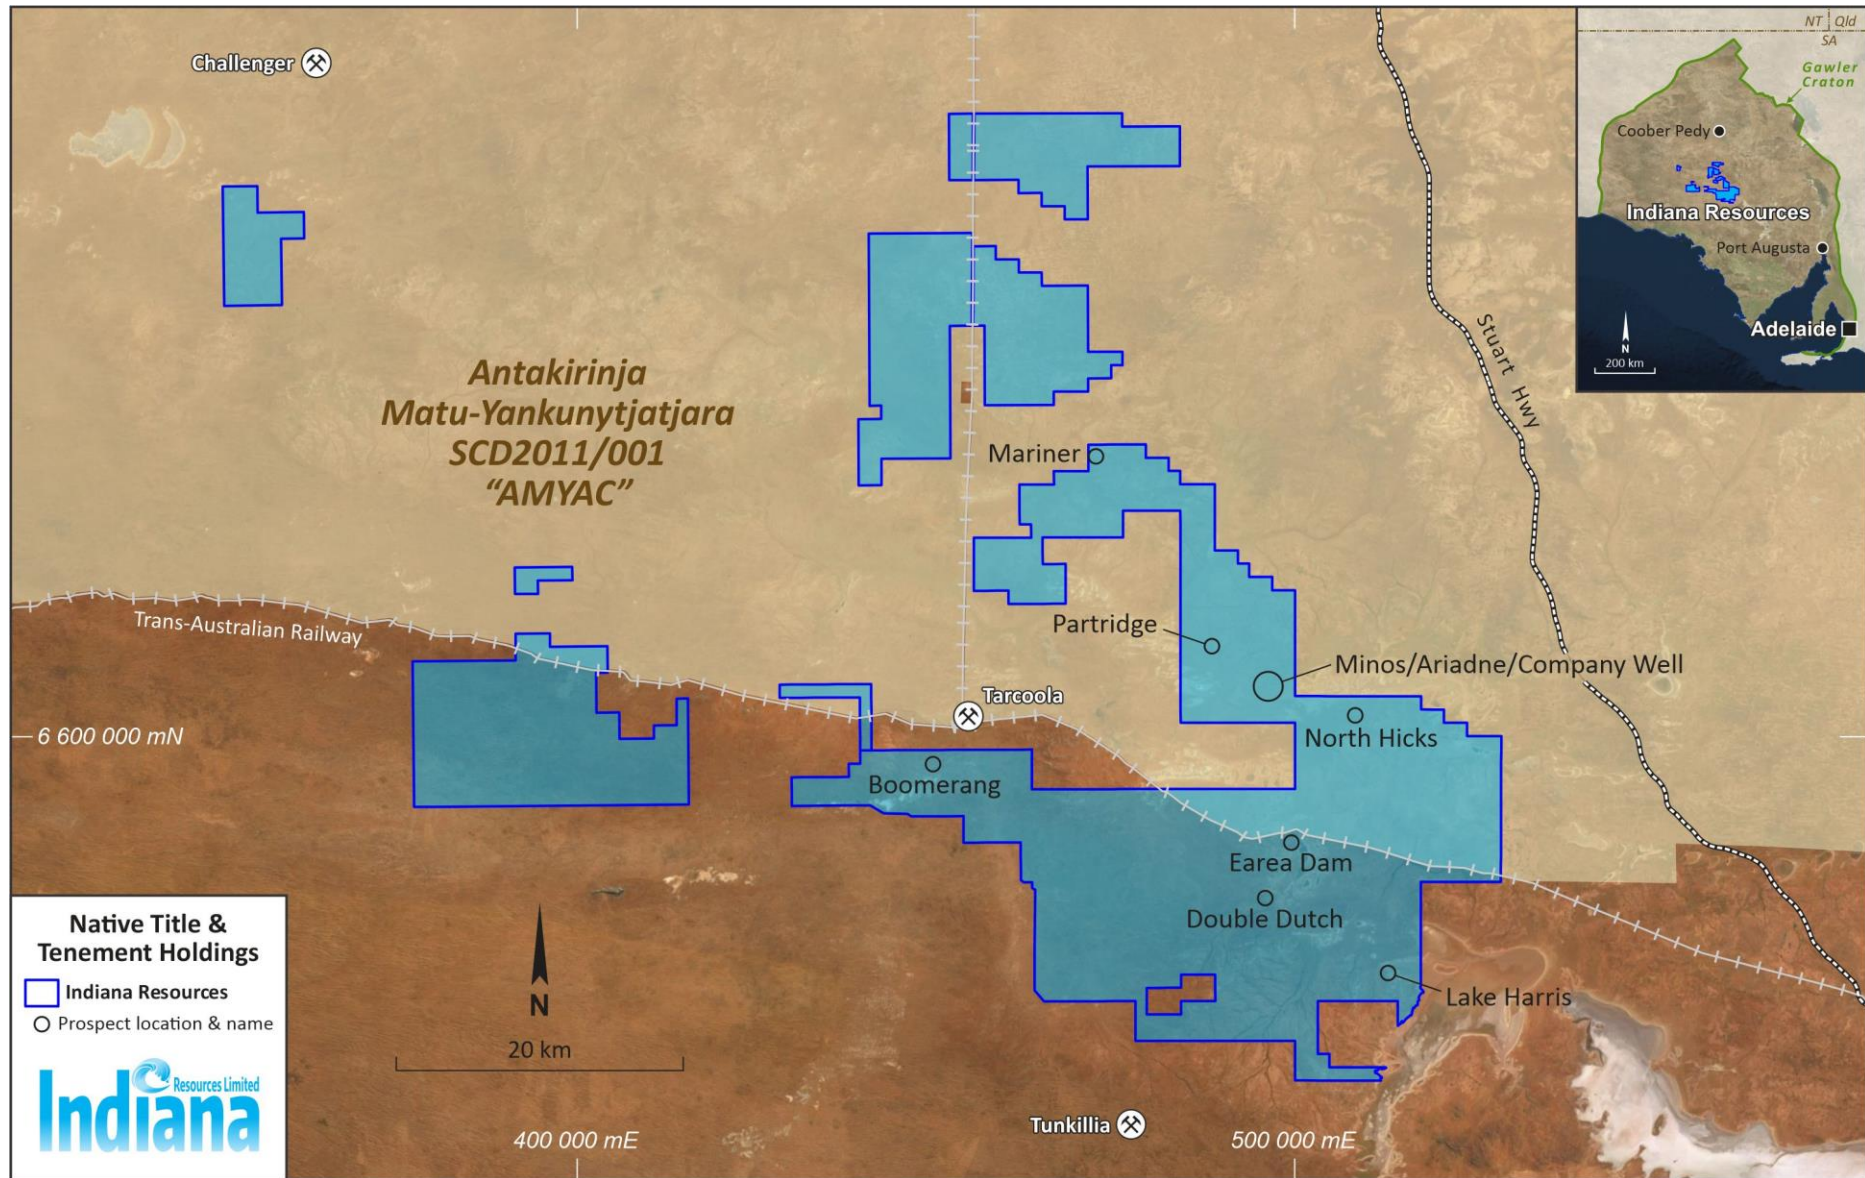 NT Qld
SA
Gawler
Craton
Coober Pedy
Indiana Resources
Port Augusta
Adelaide
N
200 km
Challenger
Stuart Hwy
Antakirinja
Matu-Yankunytjatjara
SCD2011/001
“AMYAC”
Mariner
Trans-Australian Railway
Partridge
Minos/Ariadne/Company Well
Tarcoola
6 600 000 mN
North Hicks
Boomerang
Earea Dam
Double Dutch
Lake Harris
Native Title &
Tenement Holdings
Indiana Resources
Prospect location & name
Resources Limited
Indiana
N
20 km
Tunkillia
400 000 mE
500 000 mE